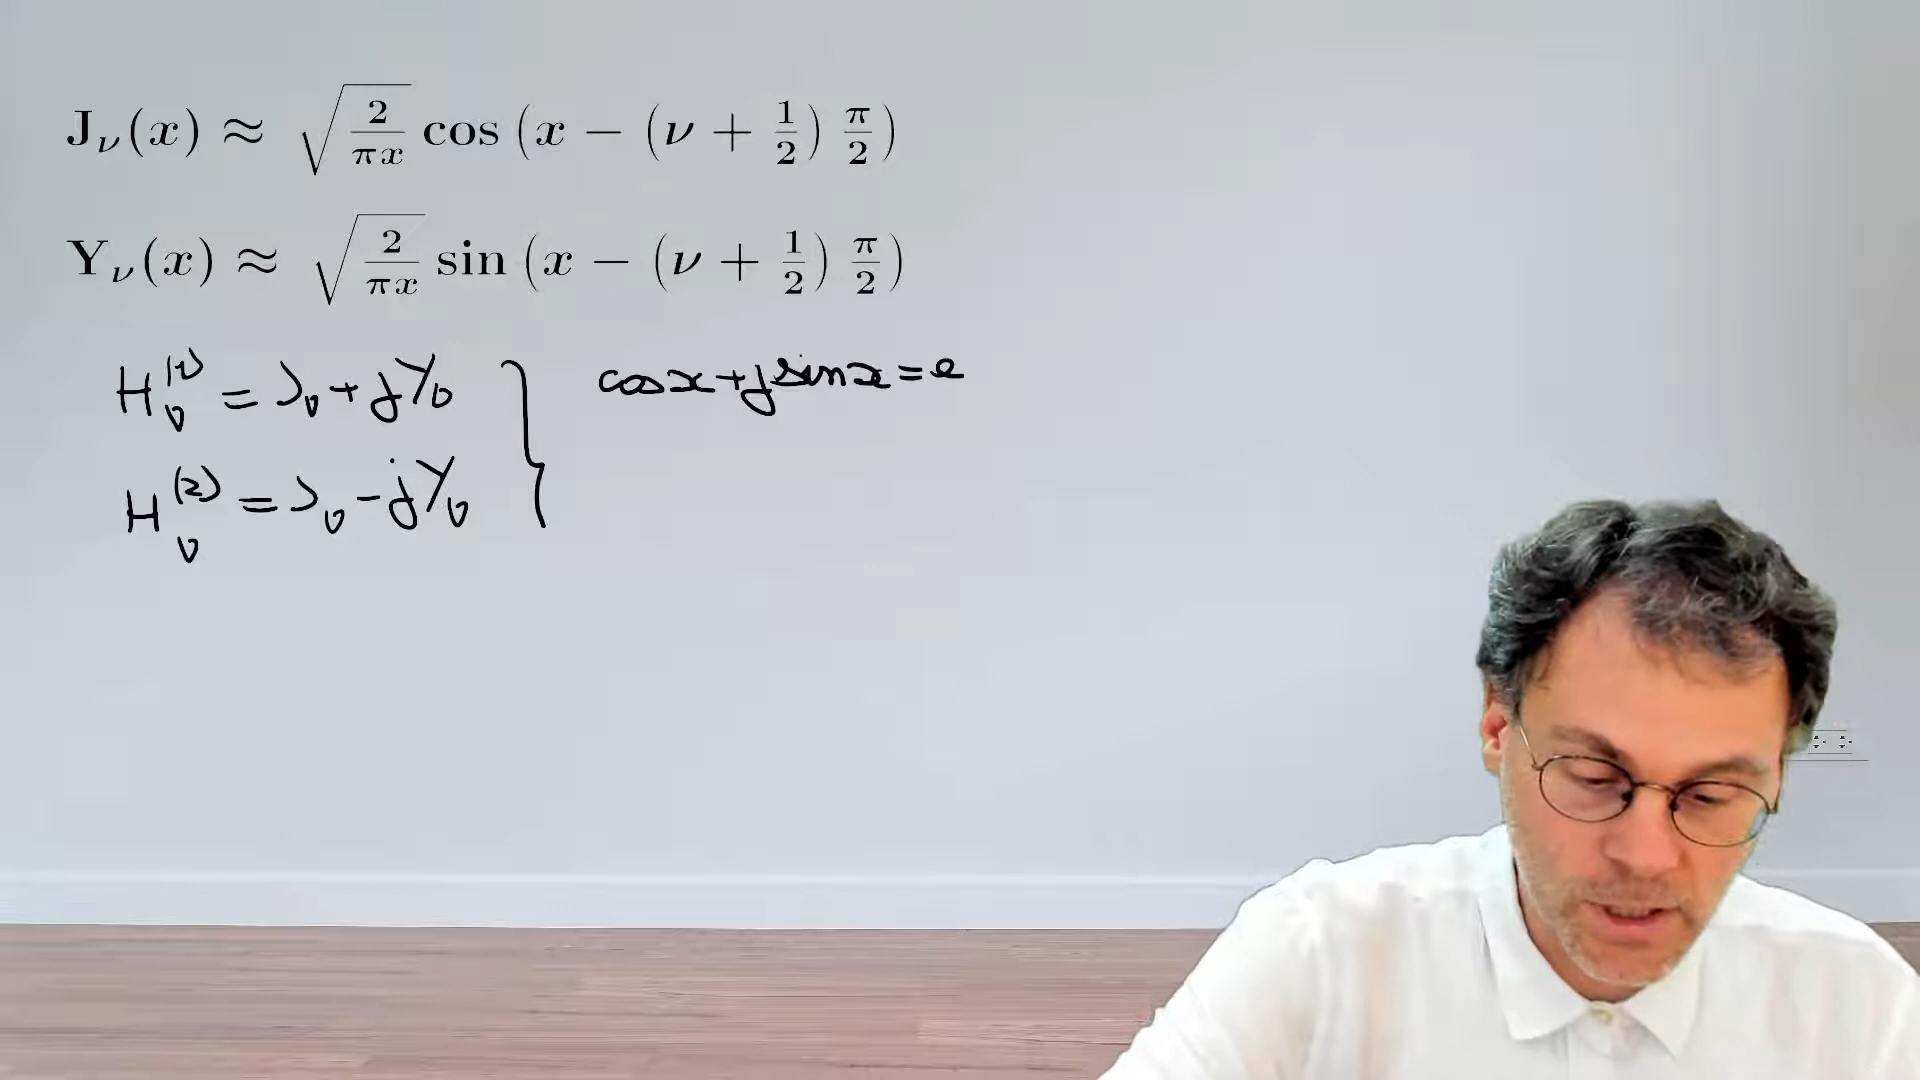 J_ν(x) ≈ √(2/(πx)) cos (x − (ν + 1/2) π/2)
Y_ν(x) ≈ √(2/(πx)) sin (x − (ν + 1/2) π/2)
H_ν^(1) = J_ν + jY_ν
cos x + j sin x = e
H_ν^(2) = J_ν − jY_ν